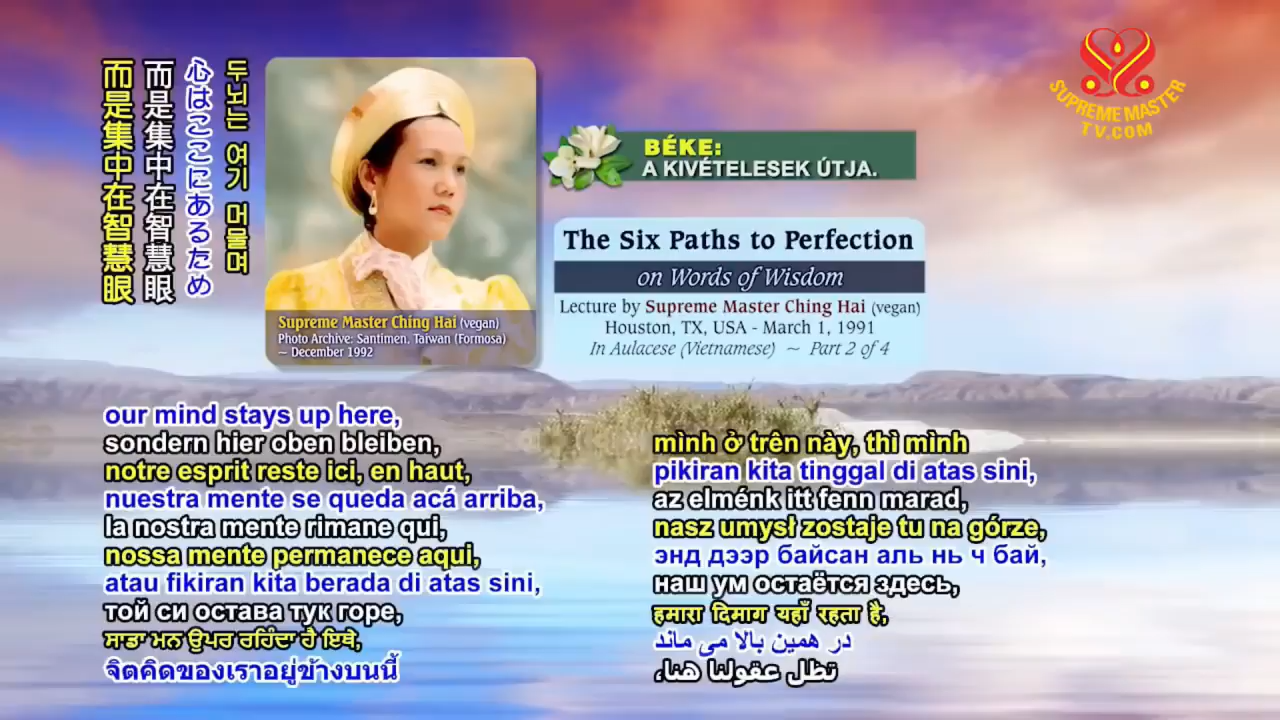 而是集中在智慧眼
而是集中在智慧眼
心はここにあるため
두뇌는 여기 머물며
Supreme Master Ching Hai (vegan)
Photo Archive: Santimen, Taiwan (Formosa)
~ December 1992
SUPREME MASTER
TV.COM
BÉKE:
A KIVÉTELESEK ÚTJA.
The Six Paths to Perfection
on Words of Wisdom
Lecture by Supreme Master Ching Hai (vegan)
Houston, TX, USA - March 1, 1991
In Aulacese (Vietnamese) ~ Part 2 of 4
our mind stays up here,
sondern hier oben bleiben,
notre esprit reste ici, en haut,
nuestra mente se queda acá arriba,
la nostra mente rimane qui,
nossa mente permanece aqui,
atau fikiran kita berada di atas sini,
той си остава тук горе,
ਸਾਡਾ ਮਨ ਉਪਰ ਰਹਿੰਦਾ ਹੈ ਇਥੇ,
จิตคิดของเราอยู่ข้างบนนี้
mình ở trên này, thì mình
pikiran kita tinggal di atas sini,
az elménk itt fenn marad,
nasz umysł zostaje tu na górze,
энд дээр байсан аль нь ч бай,
наш ум остаётся здесь,
हमारा दिमाग यहाँ रहता है,
در همین بالا می ماند
تظل عقولنا هنا،